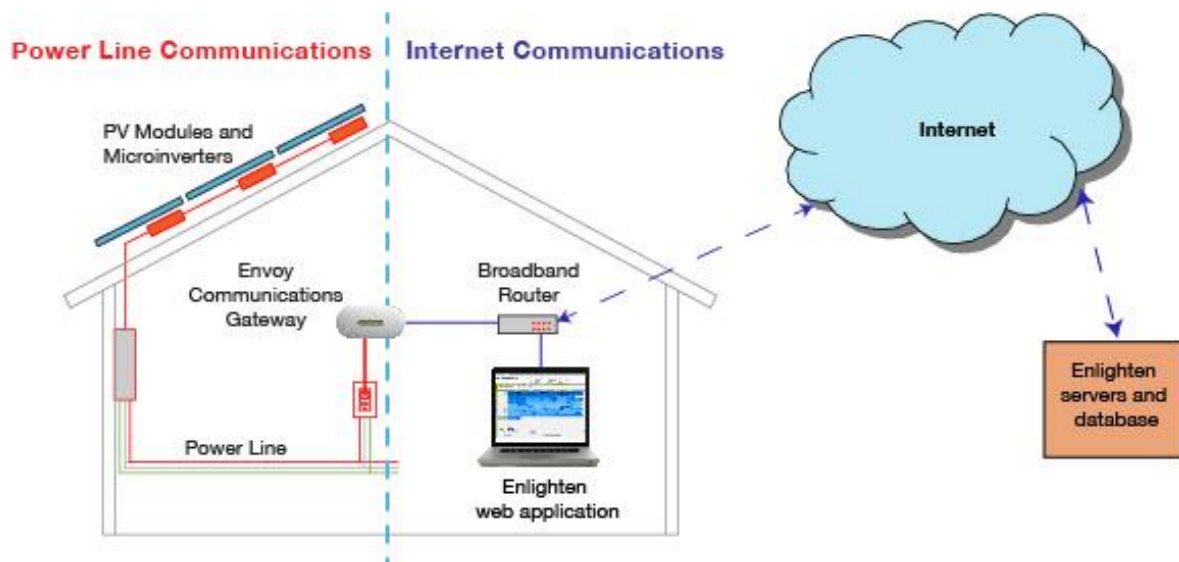 Power Line Communications
Internet Communications
PV Modules and
Microinverters
Internet
Envoy
Communications
Gateway
Broadband
Router
Enlighten
servers and
database
Power Line
Enlighten
web application